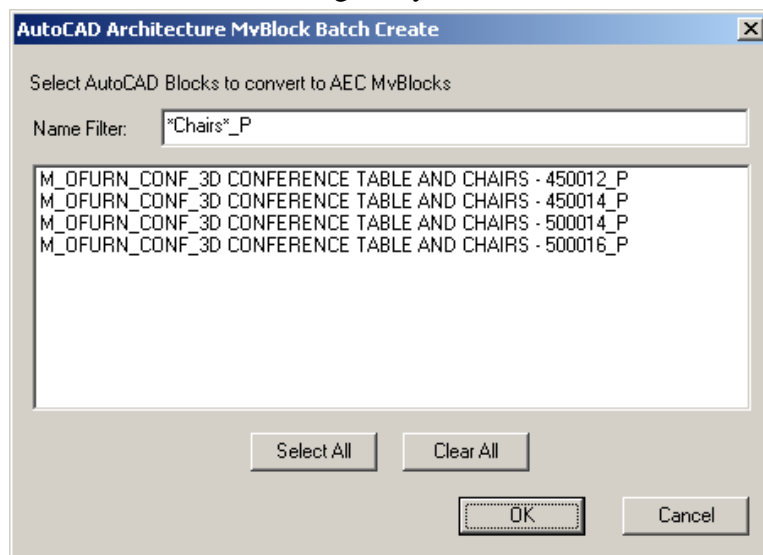 AutoCAD Architecture MvBlock Batch Create
Select AutoCAD Blocks to convert to AEC MvBlocks
Name Filter: *Chairs*_P
M_OFURN_CONF_3D CONFERENCE TABLE AND CHAIRS - 450012_P
M_OFURN_CONF_3D CONFERENCE TABLE AND CHAIRS - 450014_P
M_OFURN_CONF_3D CONFERENCE TABLE AND CHAIRS - 500014_P
M_OFURN_CONF_3D CONFERENCE TABLE AND CHAIRS - 500016_P
Select All Clear All
OK Cancel